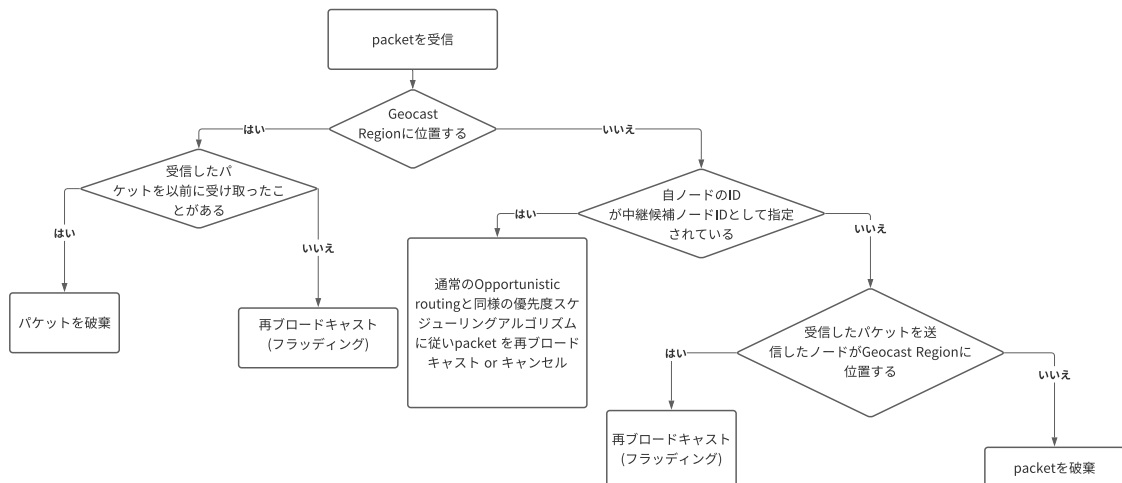 packetを受信
Geocast
Regionに位置する
はい
いいえ
受信したパ
ケットを以前に受け取ったこ
とがある
自ノードのID
が中継候補ノードIDとして指定
されている
はい
いいえ
はい
いいえ
パケットを破棄
再ブロードキャスト
(フラッディング)
通常のOpportunistic
routingと同様の優先度スケ
ジューリングアルゴリズム
に従いpacket を再ブロード
キャスト or キャンセル
受信したパケットを送
信したノードがGeocast Regionに
位置する
はい
いいえ
再ブロードキャスト
(フラッディング)
packetを破棄